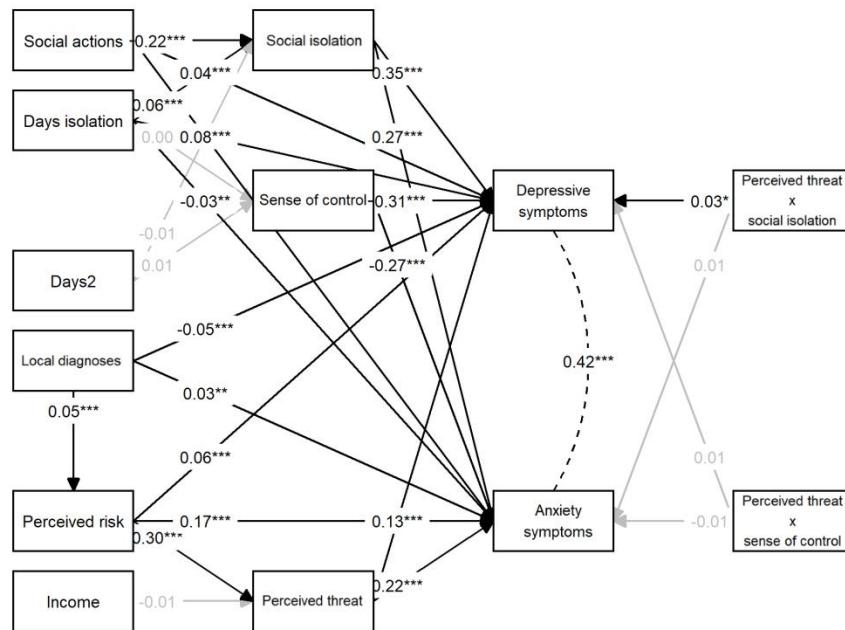 Social actions
-0.22***
Social isolation
0.04***
0.35***
Days isolation
0.06***
0.00
0.08***
0.27***
-0.03**
Sense of control
-0.31***
Depressive
symptoms
0.03*
Perceived threat
x
social isolation
-0.01
0.01
Days2
-0.27***
0.01
Local diagnoses
-0.05***
0.42***
0.05***
0.03**
0.06***
0.01
Perceived risk
0.17***
0.13***
Anxiety
symptoms
-0.01
Perceived threat
x
sense of control
0.30***
Income
-0.01
Perceived threat
0.22***